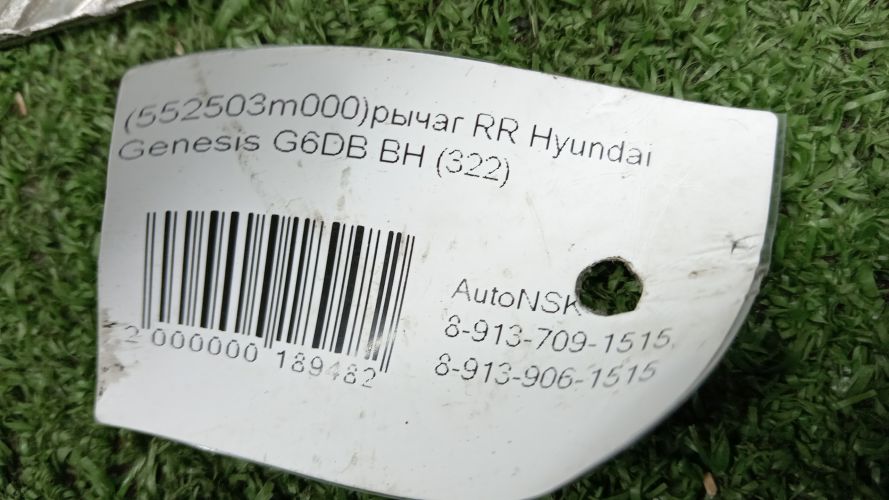 (552503m000)рычаг RR Hyundai
Genesis G6DB BH (322)
2 000000 189482
AutoNSK
8-913-709-1515,
8-913-906-1515